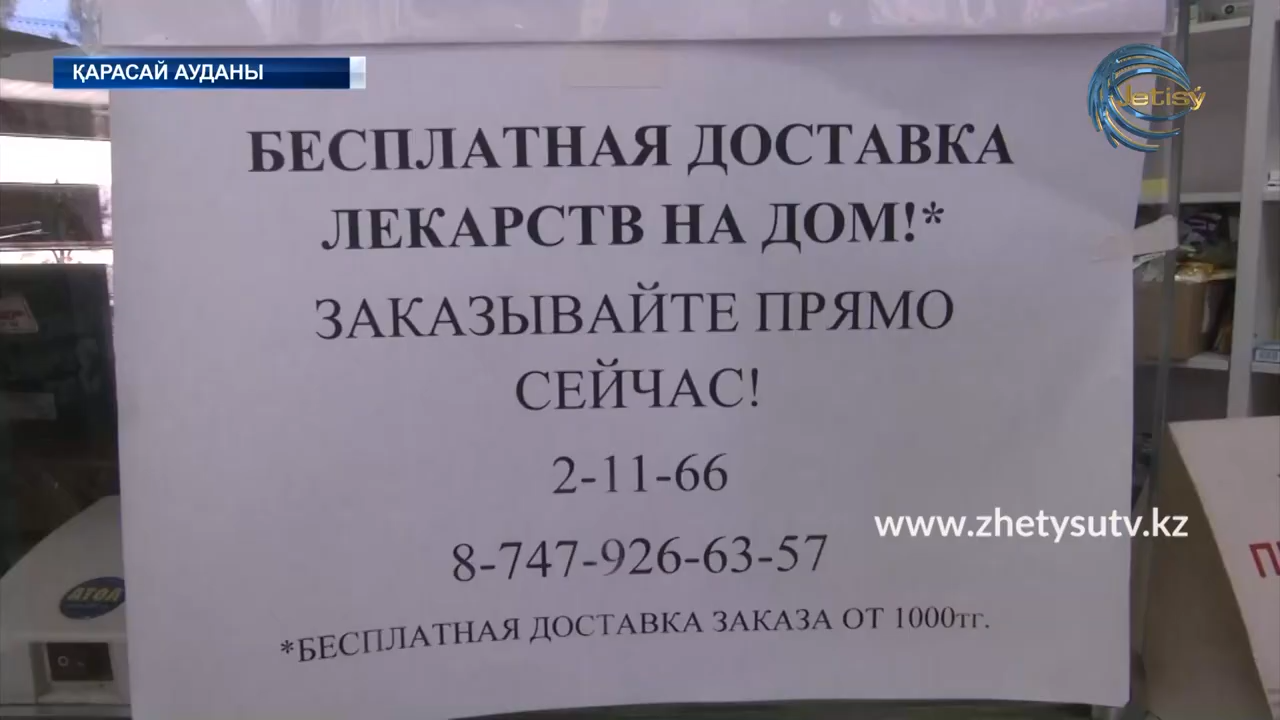 ҚАРАСАЙ АУДАНЫ
Jetisý
БЕСПЛАТНАЯ ДОСТАВКА
ЛЕКАРСТВ НА ДОМ!*
ЗАКАЗЫВАЙТЕ ПРЯМО
СЕЙЧАС!
2-11-66
www.zhetysutv.kz
8-747-926-63-57
*БЕСПЛАТНАЯ ДОСТАВКА ЗАКАЗА ОТ 1000тг.
АТОЛ